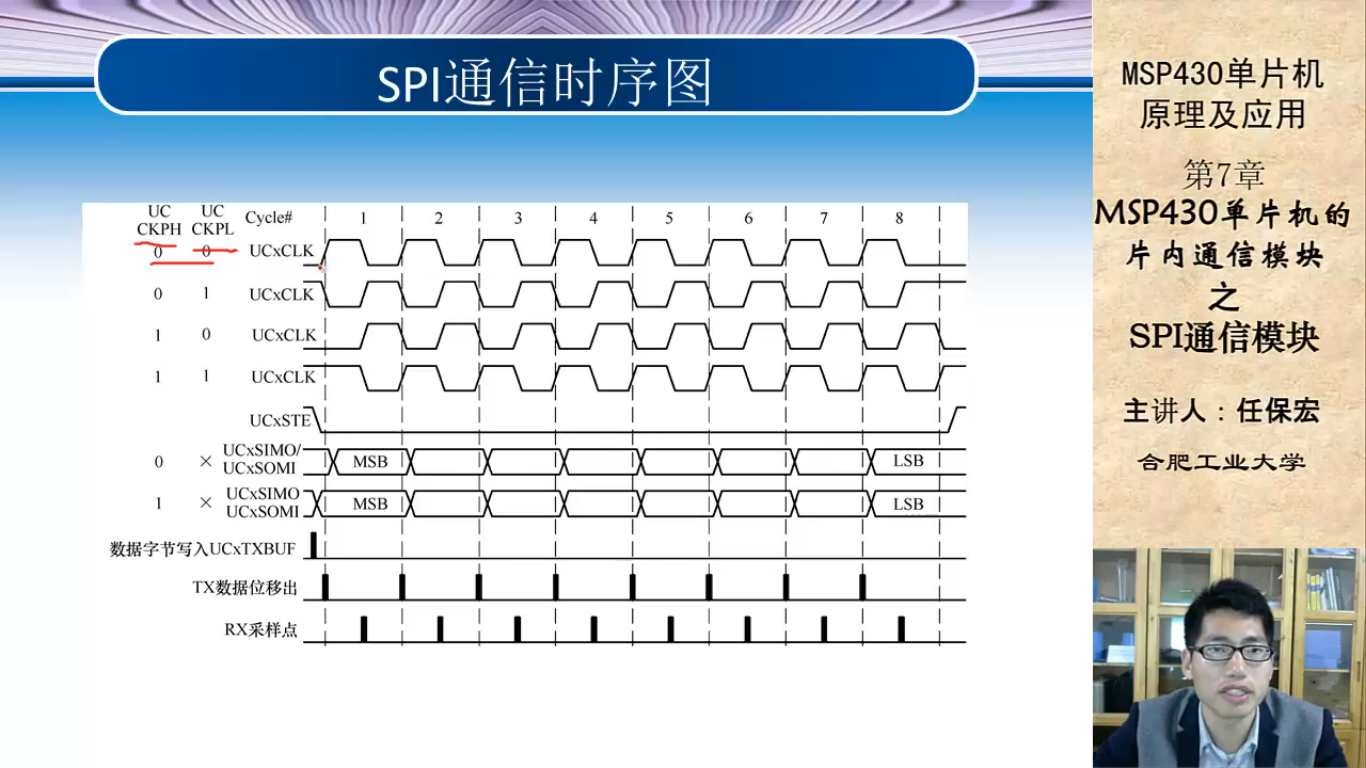 SPI通信时序图
UC CKPH UC CKPL Cycle# 1 2 3 4 5 6 7 8
0 0 UCxCLK
0 1 UCxCLK
1 0 UCxCLK
1 1 UCxCLK
UCxSTE
0 × UCxSIMO/ UCxSOMI MSB LSB
1 × UCxSIMO UCxSOMI MSB LSB
数据字节写入UCxTXBUF
TX数据位移出
RX采样点
MSP430单片机
原理及应用
第7章
MSP430单片机的
片内通信模块
之
SPI通信模块
主讲人：任保宏
合肥工业大学